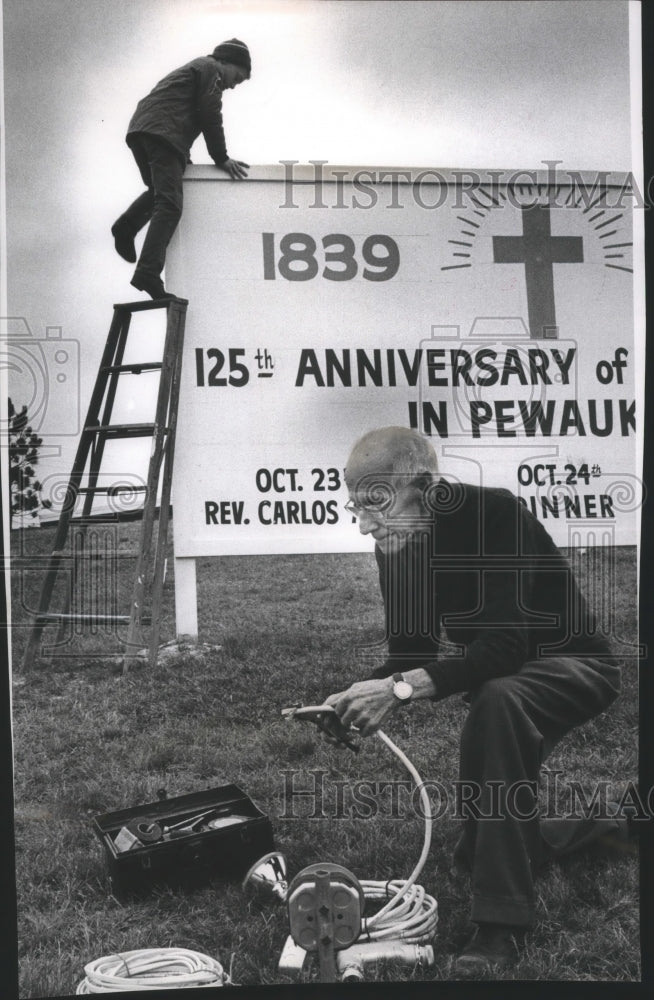 HISTORICIMAGES
1839
125th ANNIVERSARY of
IN PEWAUK
OCT. 23
OCT. 24th
REV. CARLOS
DINNER
HISTORICIMAGES